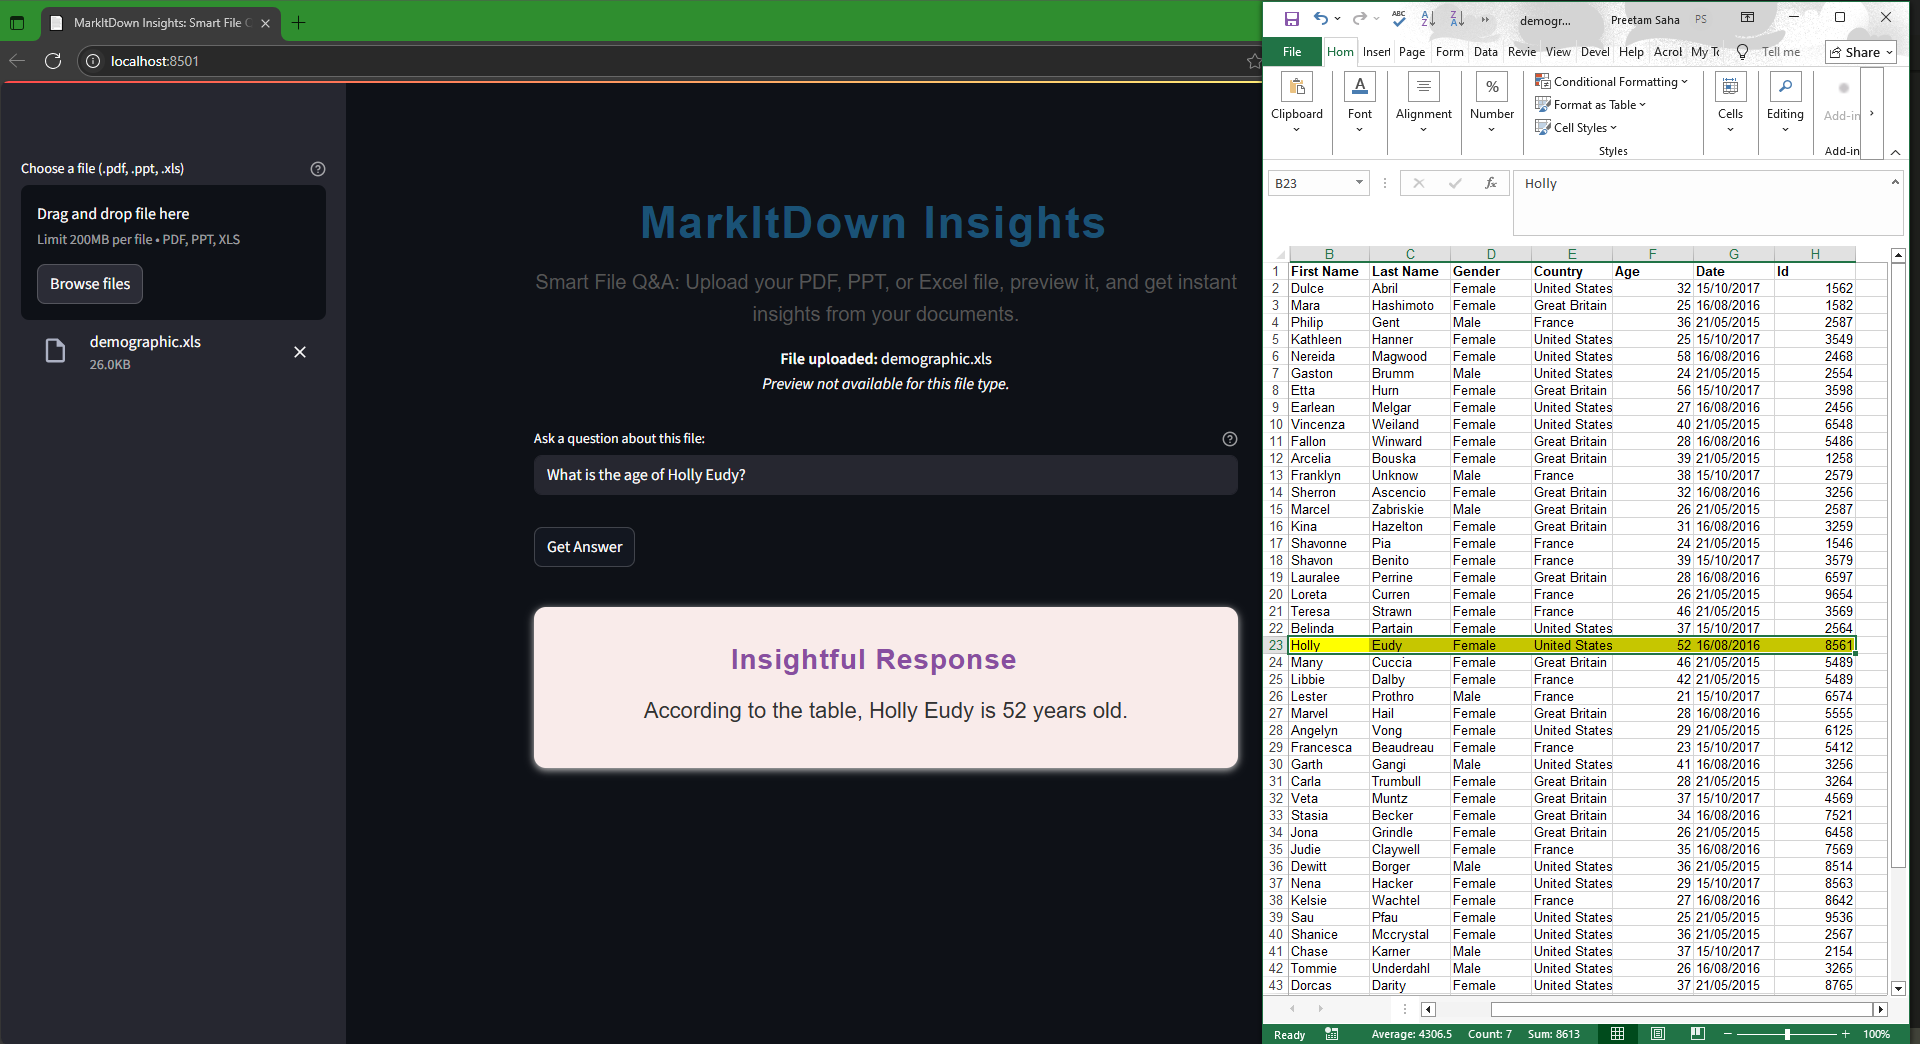 MarkItDown Insights: Smart File
localhost:8501
Choose a file (.pdf, .ppt, .xls)
Drag and drop file here
Limit 200MB per file • PDF, PPT, XLS
Browse files
demographic.xls
26.0KB
MarkItDown Insights
Smart File Q&A: Upload your PDF, PPT, or Excel file, preview it, and get instant
insights from your documents.
File uploaded: demographic.xls
Preview not available for this file type.
Ask a question about this file:
What is the age of Holly Eudy?
Get Answer
Insightful Response
According to the table, Holly Eudy is 52 years old.
demogr... Preetam Saha PS
File Hom Insert Page Form Data Revie View Devel Help Acrol My Tell me Share
Clipboard Font Alignment Number Conditional Formatting Cells Editing Add-in
Format as Table
Cell Styles
Styles Add-in
B23 fx Holly
B C D E F G H
1 First Name Last Name Gender Country Age Date Id
2 Dulce Abril Female United States 32 15/10/2017 1562
3 Mara Hashimoto Female Great Britain 25 16/08/2016 1582
4 Philip Gent Male France 36 21/05/2015 2587
5 Kathleen Hanner Female United States 25 15/10/2017 3549
6 Nereida Magwood Female United States 58 16/08/2016 2468
7 Gaston Brumm Male United States 24 21/05/2015 2554
8 Etta Hurn Female Great Britain 56 15/10/2017 3598
9 Earlean Melgar Female United States 27 16/08/2016 2456
10 Vincenza Weiland Female United States 40 21/05/2015 6548
11 Fallon Winward Female Great Britain 28 16/08/2016 5486
12 Arcelia Bouska Female Great Britain 39 21/05/2015 1258
13 Franklyn Unknow Male France 38 15/10/2017 2579
14 Sherron Ascencio Female Great Britain 32 16/08/2016 3256
15 Marcel Zabriskie Male Great Britain 26 21/05/2015 2587
16 Kina Hazelton Female Great Britain 31 16/08/2016 3259
17 Shavonne Pia Female France 24 21/05/2015 1546
18 Shavon Benito Female France 39 15/10/2017 3579
19 Lauralee Perrine Female Great Britain 28 16/08/2016 6597
20 Loreta Curren Female France 26 21/05/2015 9654
21 Teresa Strawn Female France 46 21/05/2015 3569
22 Belinda Partain Female United States 37 15/10/2017 2564
23 Holly Eudy Female United States 52 16/08/2016 8561
24 Many Cuccia Female Great Britain 46 21/05/2015 5489
25 Libbie Dalby Female France 42 21/05/2015 5489
26 Lester Prothro Male France 21 15/10/2017 6574
27 Marvel Hail Female Great Britain 28 16/08/2016 5555
28 Angelyn Vong Female United States 29 21/05/2015 6125
29 Francesca Beaudreau Female France 23 15/10/2017 5412
30 Garth Gangi Male United States 41 16/08/2016 3256
31 Carla Trumbull Female Great Britain 28 21/05/2015 3264
32 Veta Muntz Female Great Britain 37 15/10/2017 4569
33 Stasia Becker Female Great Britain 34 16/08/2016 7521
34 Jona Grindle Female Great Britain 26 21/05/2015 6458
35 Judie Claywell Female France 35 16/08/2016 7569
36 Dewitt Borger Male United States 36 21/05/2015 8514
37 Nena Hacker Female United States 29 15/10/2017 8563
38 Kelsie Wachtel Female France 27 16/08/2016 8642
39 Sau Pfau Female United States 25 21/05/2015 9536
40 Shanice Mccrystal Female United States 36 21/05/2015 2567
41 Chase Karner Male United States 37 15/10/2017 2154
42 Tommie Underdahl Male United States 26 16/08/2016 3265
43 Dorcas Darity Female United States 37 21/05/2015 8765
Ready Average: 4306.5 Count: 7 Sum: 8613 100%